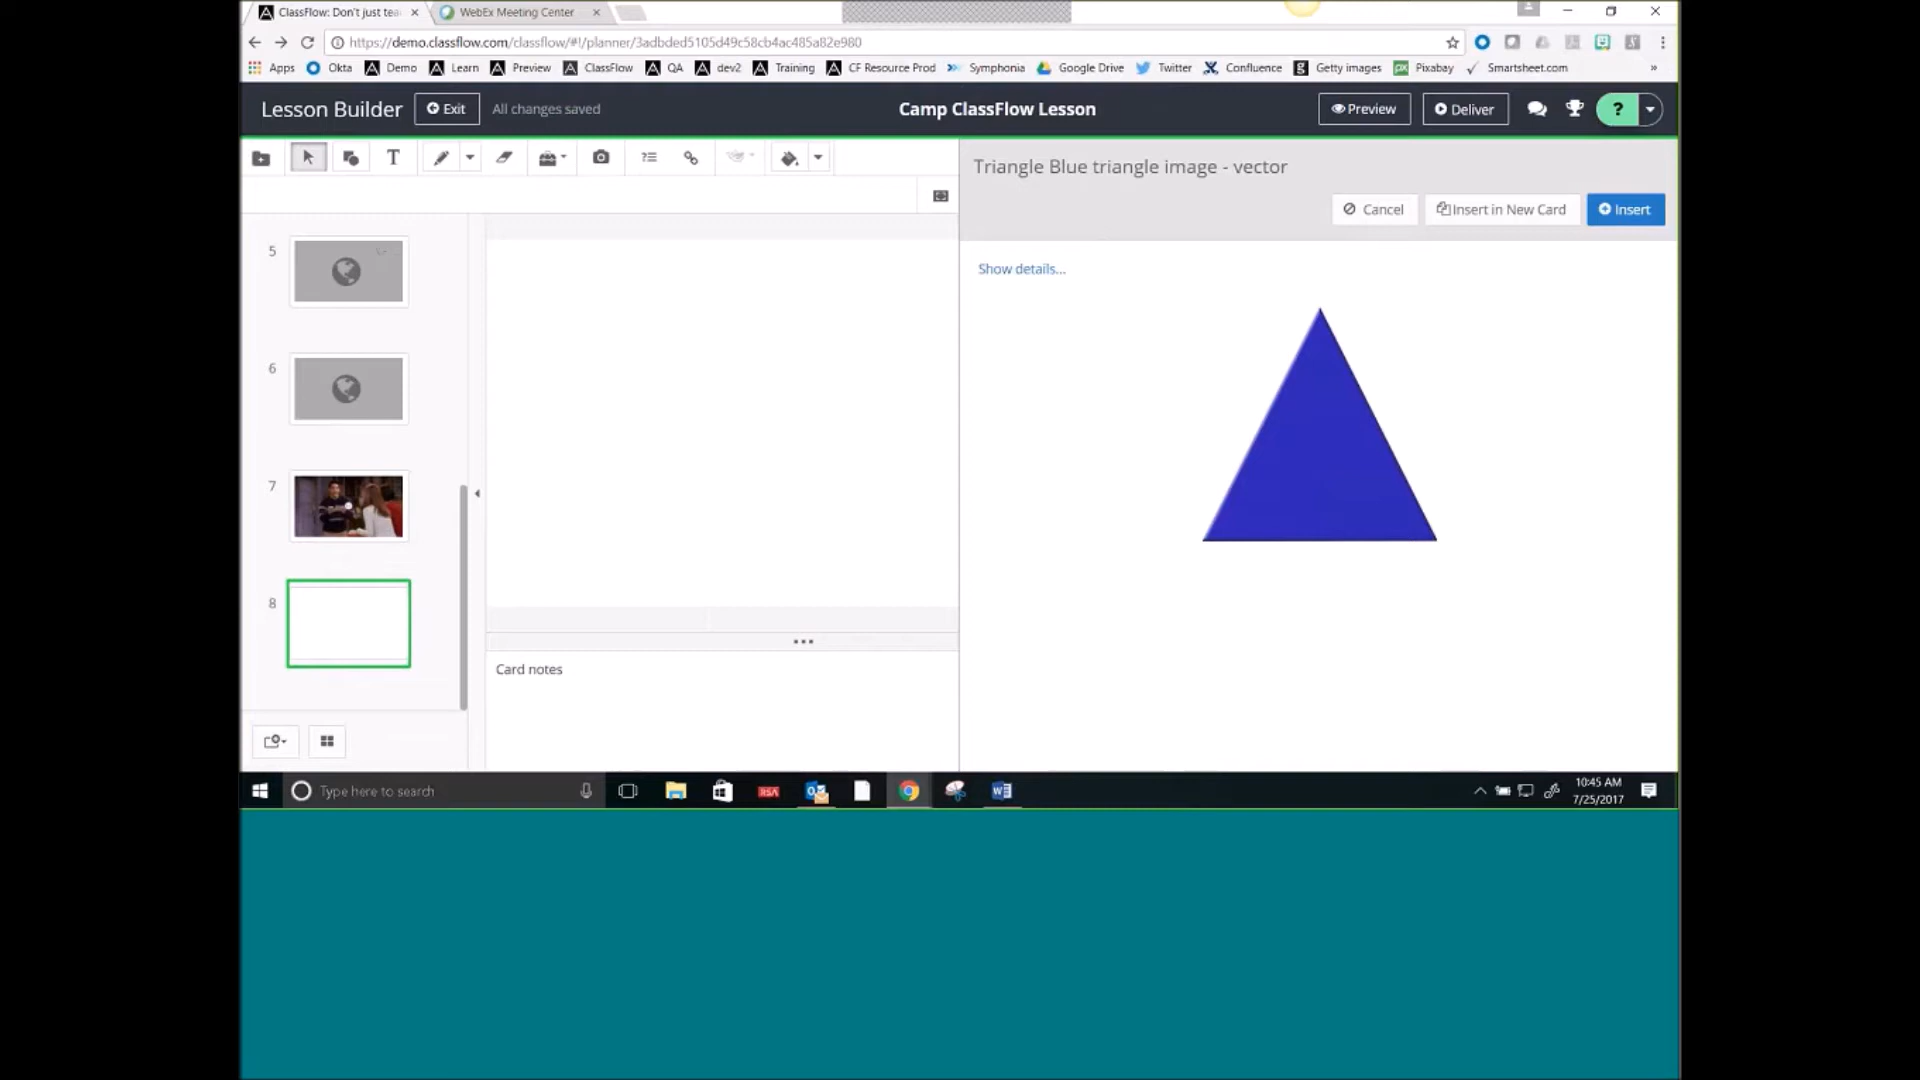 ClassFlow: Don't just tea
WebEx Meeting Center
https://demo.classflow.com/classflow/#!/planner/3adbded5105d49c58cb4ac485a82e980
Apps Okta Demo Learn Preview ClassFlow QA dev2 Training CF Resource Prod Symphonia Google Drive Twitter Confluence Getty images Pixabay Smartsheet.com »
Lesson Builder Exit All changes saved Camp ClassFlow Lesson Preview Deliver ?
T
Triangle Blue triangle image - vector
Cancel Insert in New Card Insert
Show details...
5
6
7
8
Card notes
Type here to search
RSA
10:45 AM
7/25/2017